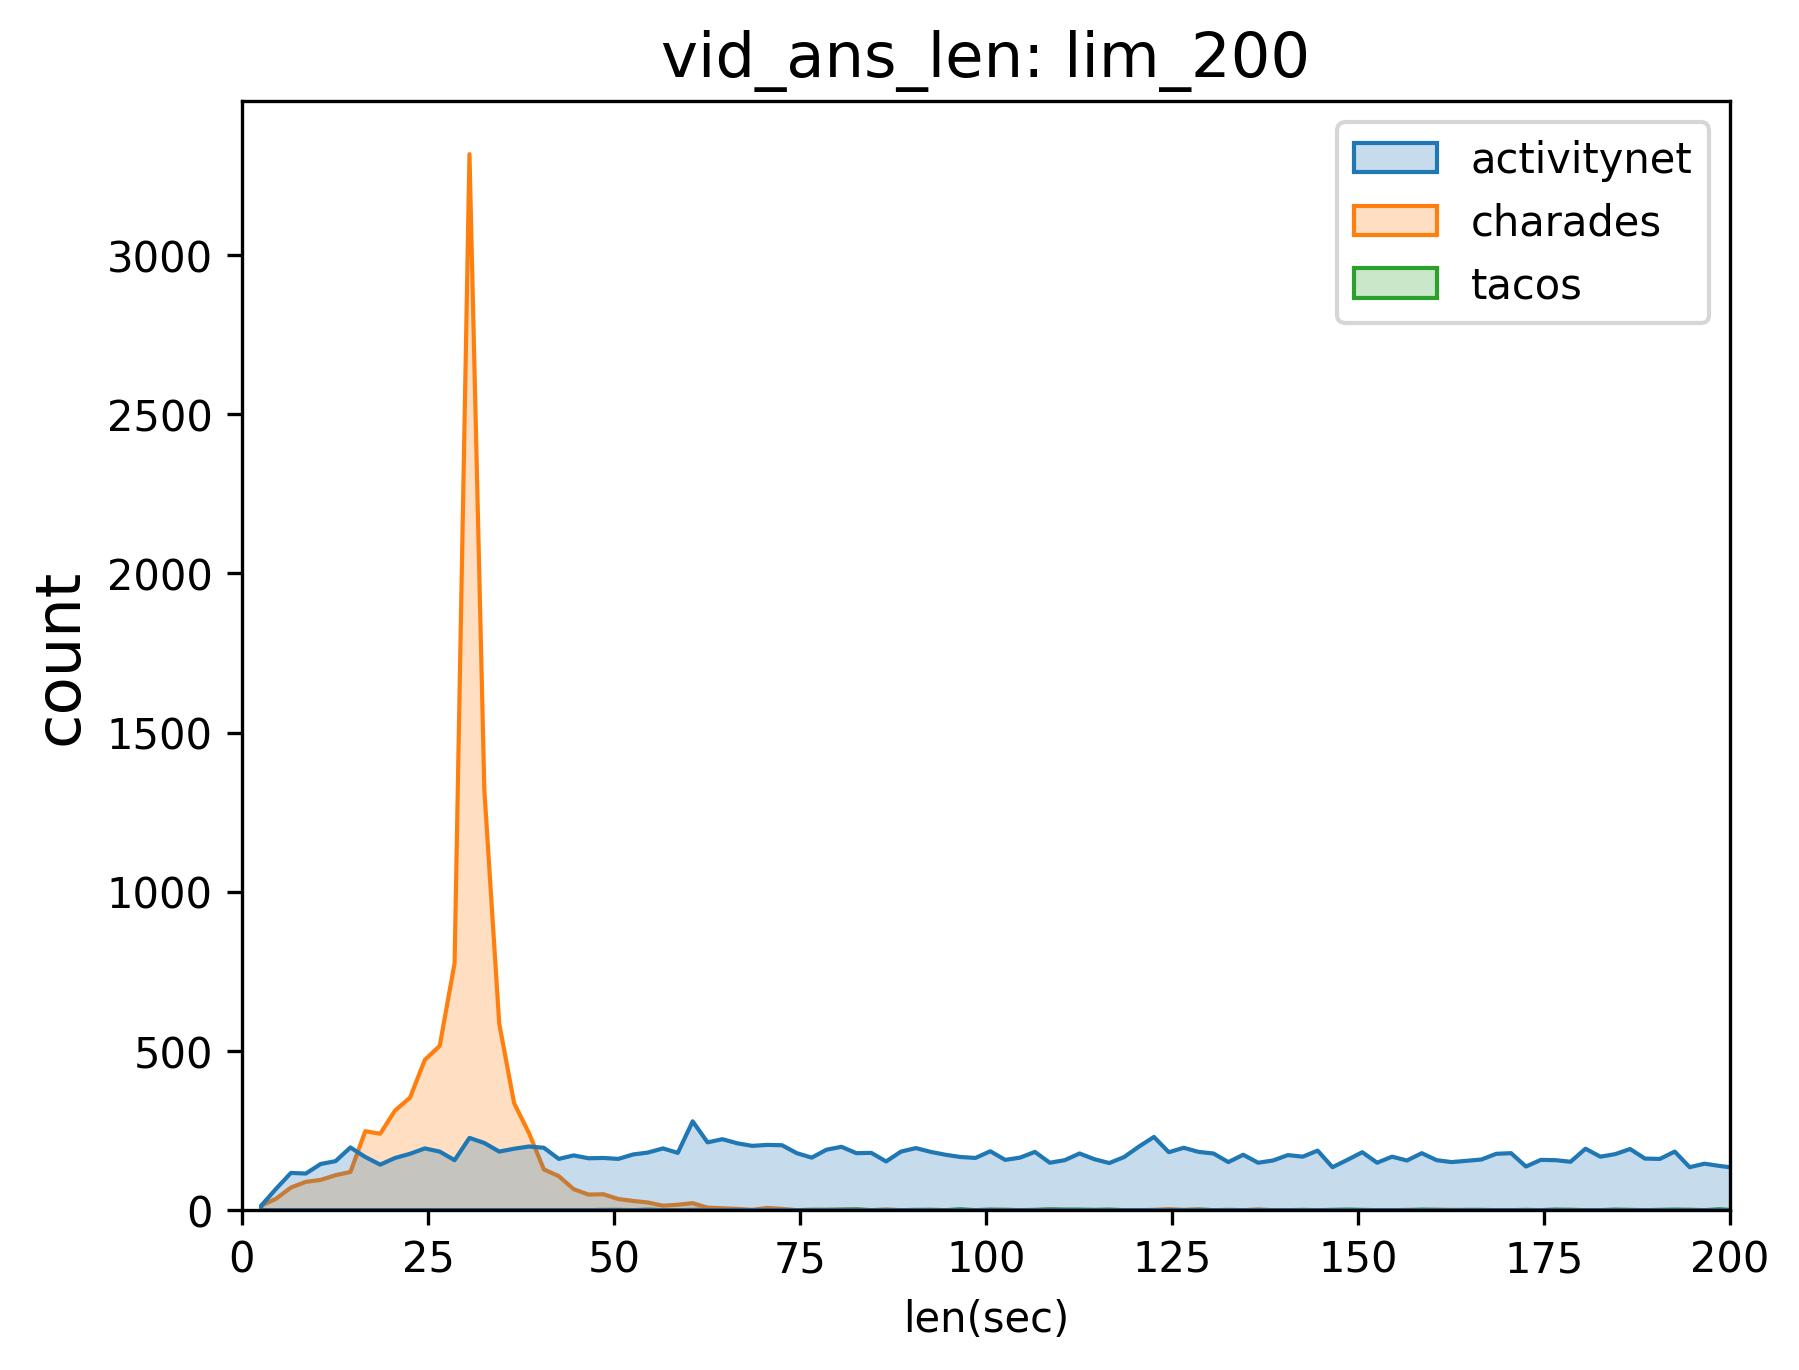 vid_ans_len: lim_200
activitynet
charades
tacos
3000
2500
2000
1500
1000
500
0
count
0 25 50 75 100 125 150 175 200
len(sec)